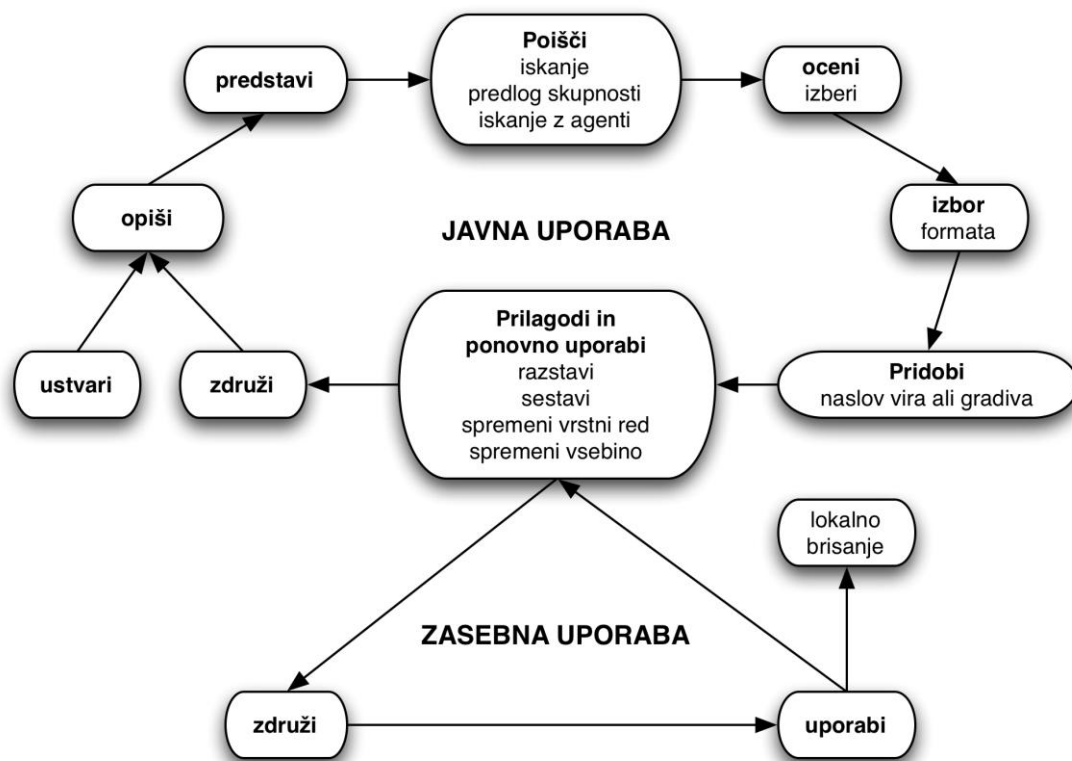 predstavi
Poišči
iskanje
predlog skupnosti
iskanje z agenti
oceni
izberi
opiši
JAVNA UPORABA
izbor
formata
ustvari
združi
Prilagodi in
ponovno uporabi
razstavi
sestavi
spremeni vrstni red
spremeni vsebino
Pridobi
naslov vira ali gradiva
lokalno
brisanje
ZASEBNA UPORABA
združi
uporabi